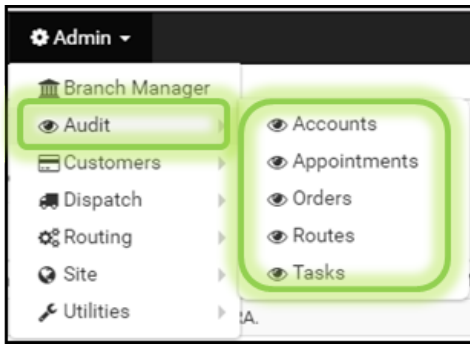 Admin
Branch Manager
Audit
Customers
Dispatch
Routing
Site
Utilities
Accounts
Appointments
Orders
Routes
Tasks